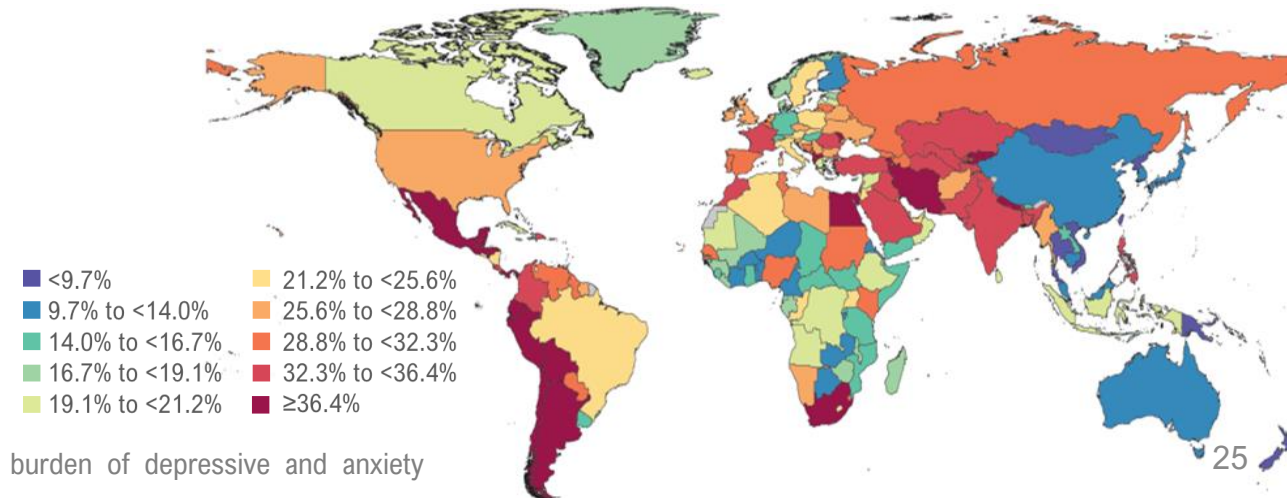 <9.7%
9.7% to <14.0%
14.0% to <16.7%
16.7% to <19.1%
19.1% to <21.2%
21.2% to <25.6%
25.6% to <28.8%
28.8% to <32.3%
32.3% to <36.4%
≥36.4%
burden of depressive and anxiety
25